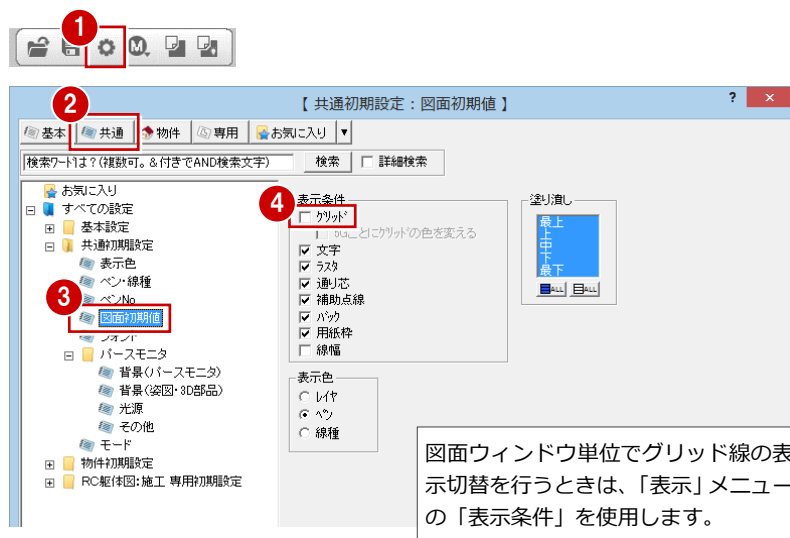 1
M
2
【 共通初期設定：図面初期値 】
? ×
基本 共通 物件 専用 お気に入り ▼
検索ワードは？(複数可。&付きでAND検索文字) 検索 詳細検索
お気に入り
すべての設定
基本設定
共通初期設定
表示色
ペン・線種
ペンNo
図面初期値
フォント
パースモニタ
背景(パースモニタ)
背景(姿図・3D部品)
光源
その他
モード
物件初期設定
RC躯体図:施工 専用初期設定
3
4
表示条件
グリッド
5Gごとにグリッドの色を変える
文字
ラスタ
通り芯
補助点線
パック
用紙枠
線幅
表示色
レイヤ
ペン
線種
塗り潰し
最上
上
中
下
最下
ALL ALL
図面ウィンドウ単位でグリッド線の表
示切替を行うときは、「表示」メニュー
の「表示条件」を使用します。